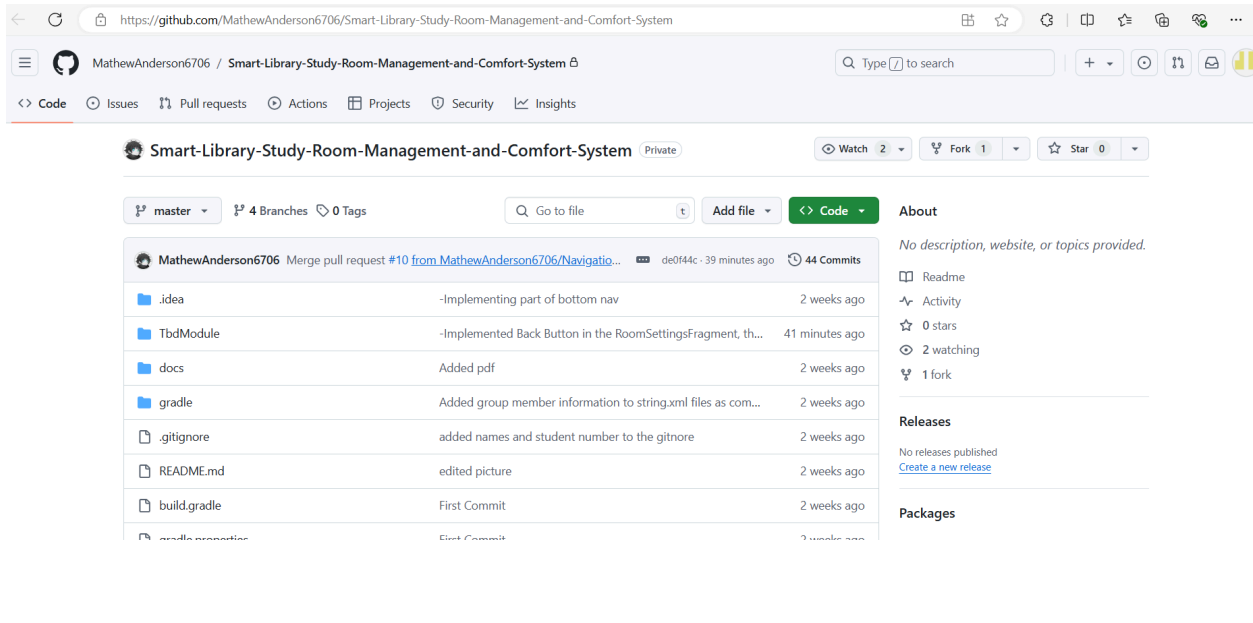 https://github.com/MathewAnderson6706/Smart-Library-Study-Room-Management-and-Comfort-System
MathewAnderson6706 / Smart-Library-Study-Room-Management-and-Comfort-System
Type / to search
Code Issues Pull requests Actions Projects Security Insights
Smart-Library-Study-Room-Management-and-Comfort-System Private
Watch 2 Fork 1 Star 0
master 4 Branches 0 Tags Go to file t Add file Code
MathewAnderson6706 Merge pull request #10 from MathewAnderson6706/Navigatio... de0f44c · 39 minutes ago 44 Commits
.idea -Implementing part of bottom nav 2 weeks ago
TbdModule -Implemented Back Button in the RoomSettingsFragment, th... 41 minutes ago
docs Added pdf 2 weeks ago
gradle Added group member information to string.xml files as com... 2 weeks ago
.gitignore added names and student number to the gitnore 2 weeks ago
README.md edited picture 2 weeks ago
build.gradle First Commit 2 weeks ago
gradle.properties First Commit 2 weeks ago
About
No description, website, or topics provided.
Readme
Activity
0 stars
2 watching
1 fork
Releases
No releases published
Create a new release
Packages